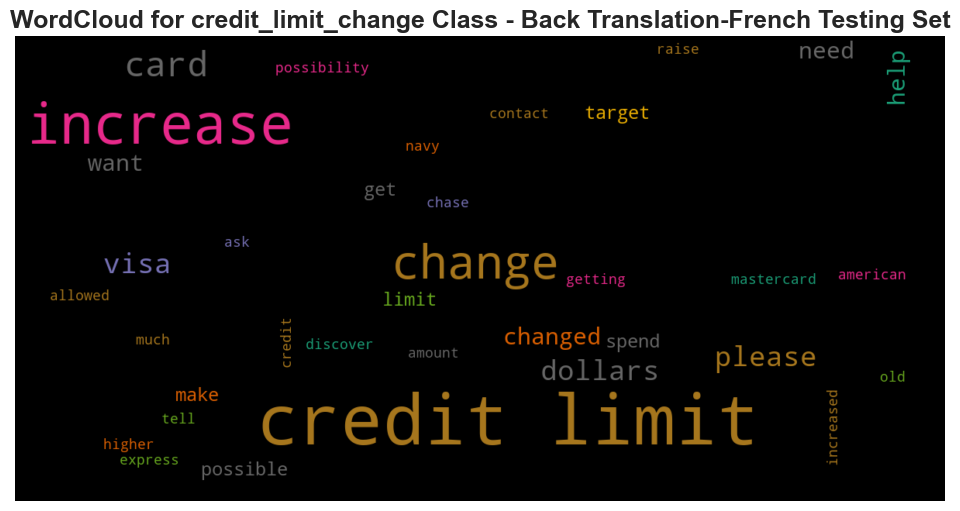 WordCloud for credit_limit_change Class - Back Translation-French Testing Set
raise
need
help
card
possibility
increase
contact
target
navy
want
get
chase
ask
visa
change
getting
mastercard
american
allowed
limit
much
credit
discover
amount
changed
spend
please
dollars
old
make
credit limit
increased
tell
higher
express
possible